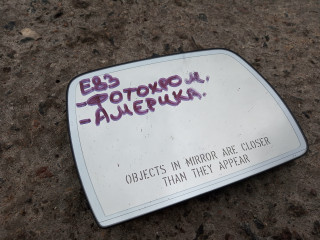 E83
-ФОТОХРОМ,
-АМЕРИКА.
OBJECTS IN MIRROR ARE CLOSER
THAN THEY APPEAR